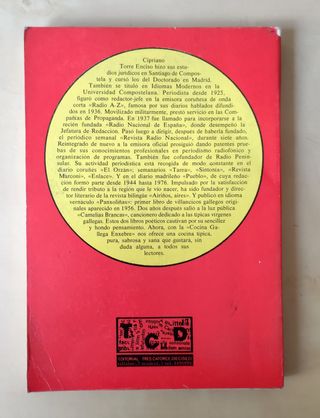 Cipriano
Torre Enciso hizo sus estu-
dios jurídicos en Santiago de Compos-
tela y cursó los del Doctorado en Madrid.
También se tituló en Idiomas Modernos en la
Universidad Compostelana. Periodista desde 1925,
figuró como redactor-jefe en la emisora coruñesa de onda
corta «Radio A-Z», famosa por sus diarios hablados difundi-
dos en 1936. Movilizado militarmente, prestó servicio en las Com-
pañías de Propaganda. En 1937 fue llamado para incorporarse a la
recién fundada «Radio Nacional de España», donde desempeñó la
Jefatura de Redacción. Pasó luego a dirigir, después de haberla fundado,
el periódico semanal «Revista Radio Nacional», durante siete años.
Reintegrado de nuevo a la emisora oficial prosiguió dando patentes prue-
bas de sus conocimientos profesionales en periodismo radiofónico y
organización de programas. También fue cofundador de Radio Penin-
sular. Su actividad periodística esta recogida de modo constante en el
diario coruñés «El Orzán»; semanarios «Tarea», «Sintonía», «Revista
Marconi», «Enlace». Y en el diario madrileño «Pueblo», de cuya redac-
ción formó parte desde 1944 hasta 1976. Impulsado por la satisfacción
de rendir tributo a la región que le vio nacer, ha sido fundador y direc-
tor literario de la revista bilingüe «Airiños, aires». Y publicó en idioma
vernáculo «Panxoliñas»; primer libro de villancicos gallegos origi-
nales aparecido en 1956. Dos años después salió a la luz pública
«Camelias Brancas», cancionero dedicado a las típicas vírgenes
gallegas. Estos dos libros poéticos cautivan por su sencillez
y hondo pensamiento. Ahora, con la «Cocina Ga-
llega Enxebre» nos ofrece una cocina típica,
pura, sabrosa y sana que gustará, sin
duda alguna, a todos sus
lectores.
T C D
EDITORIAL TRES CATORCE DIECISIETE